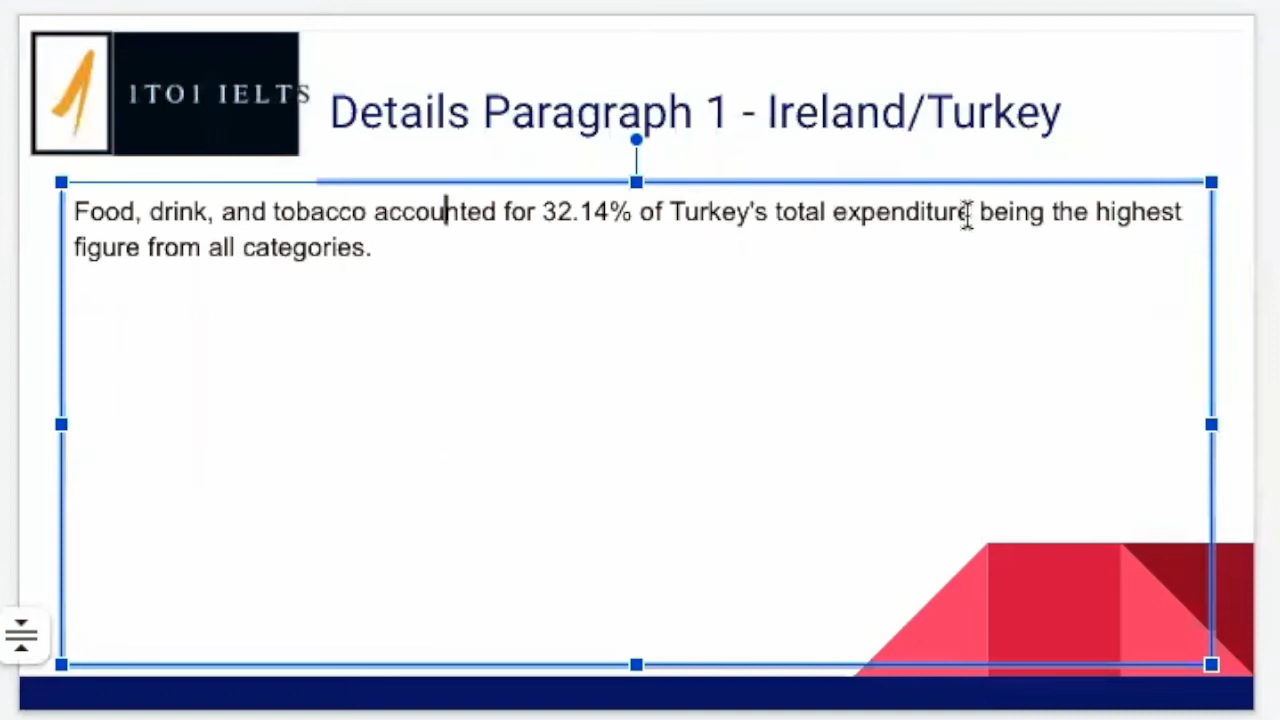 1TO1 IELTS
Details Paragraph 1 - Ireland/Turkey
Food, drink, and tobacco accounted for 32.14% of Turkey's total expenditure being the highest
figure from all categories.